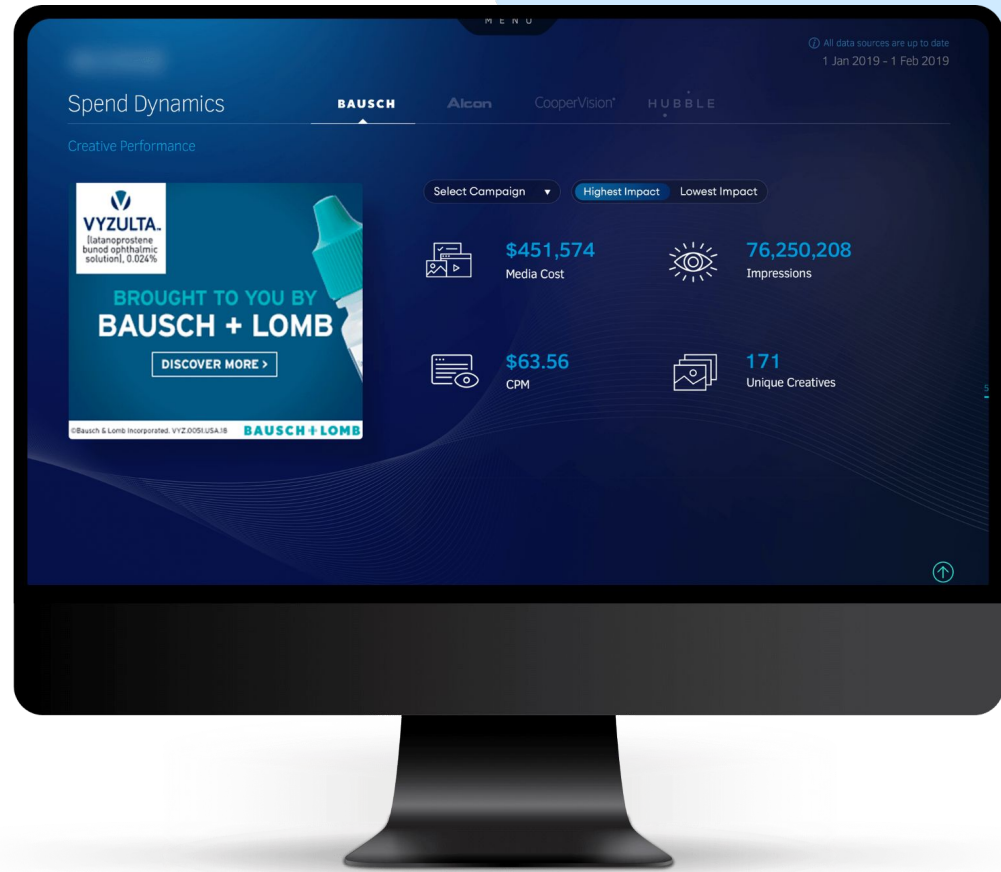 MENU
All data sources are up to date
1 Jan 2019 - 1 Feb 2019
Spend Dynamics
BAUSCH
Alcon
CooperVision®
HUBBLE
Creative Performance
VYZULTA™
(latanoprostene
bunod ophthalmic
solution), 0.024%
BROUGHT TO YOU BY
BAUSCH + LOMB
DISCOVER MORE >
©Bausch & Lomb Incorporated. VYZ.0051.USA.18
BAUSCH + LOMB
Select Campaign
Highest Impact
Lowest Impact
$451,574
Media Cost
76,250,208
Impressions
$63.56
CPM
171
Unique Creatives